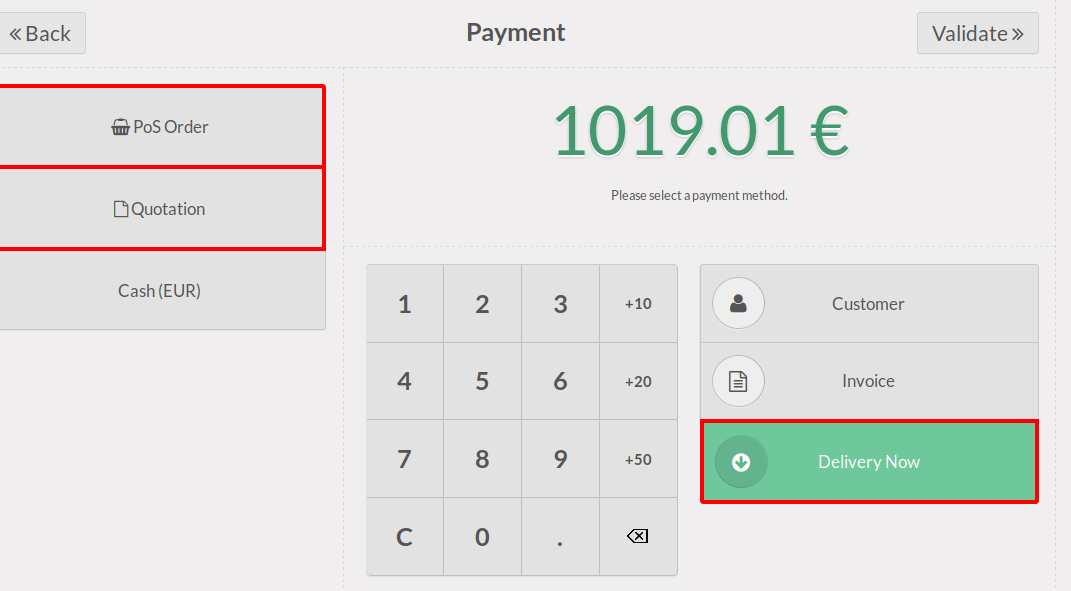 « Back
Payment
Validate »
PoS Order
Quotation
Cash (EUR)
1019.01 €
Please select a payment method.
1 2 3 +10
4 5 6 +20
7 8 9 +50
C 0 .
Customer
Invoice
Delivery Now